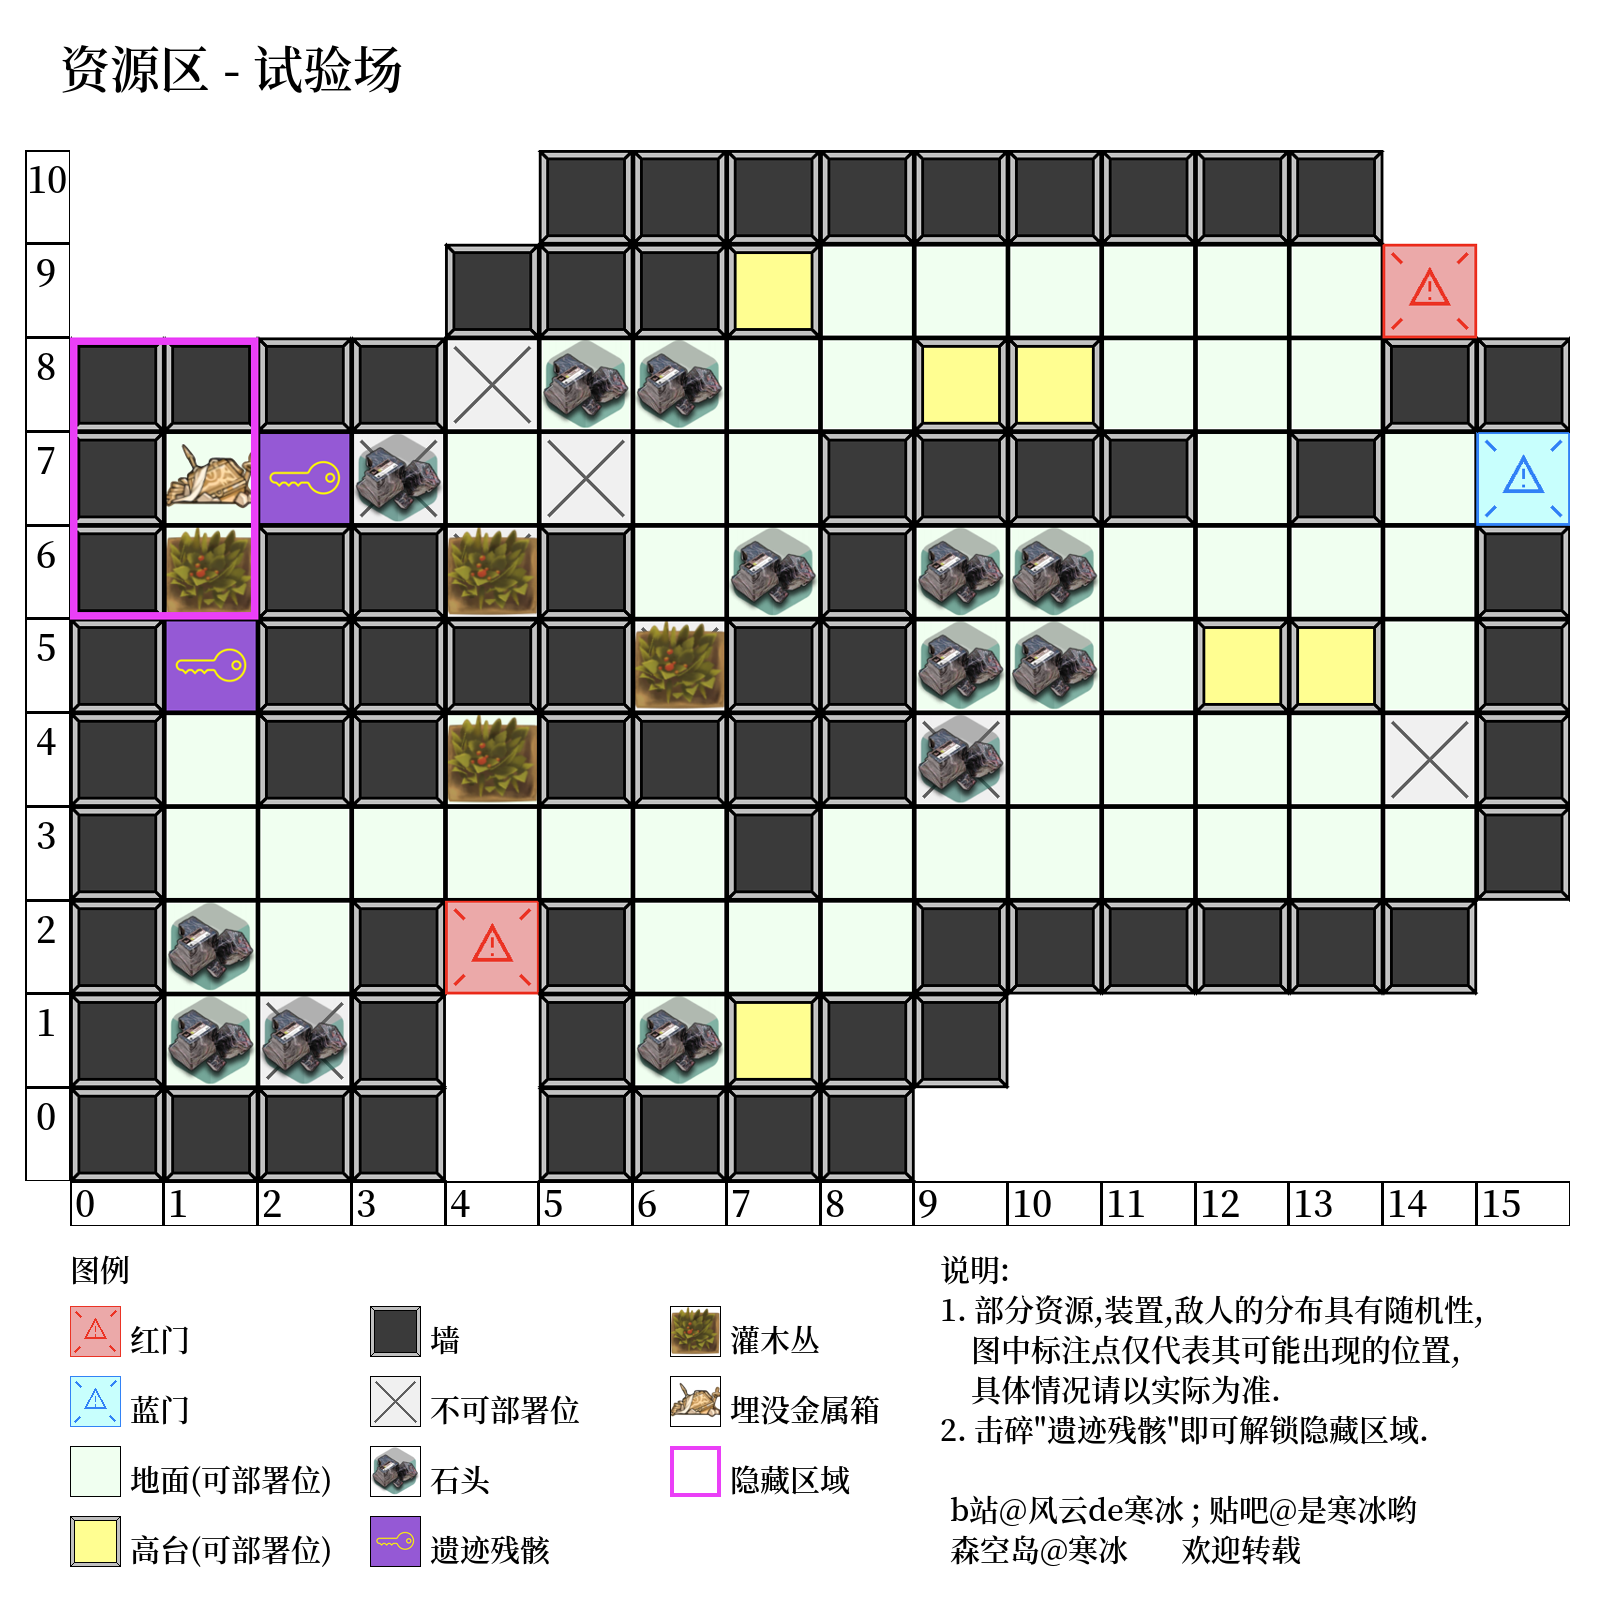 资源区 - 试验场
10
9
8
7
6
5
4
3
2
1
0
0 1 2 3 4 5 6 7 8 9 10 11 12 13 14 15
图例
红门
蓝门
地面(可部署位)
高台(可部署位)
墙
不可部署位
石头
遗迹残骸
灌木丛
埋没金属箱
隐藏区域
说明:
1. 部分资源,装置,敌人的分布具有随机性,
图中标注点仅代表其可能出现的位置,
具体情况请以实际为准.
2. 击碎"遗迹残骸"即可解锁隐藏区域.
b站@风云de寒冰 ; 贴吧@是寒冰哟
森空岛@寒冰 欢迎转载